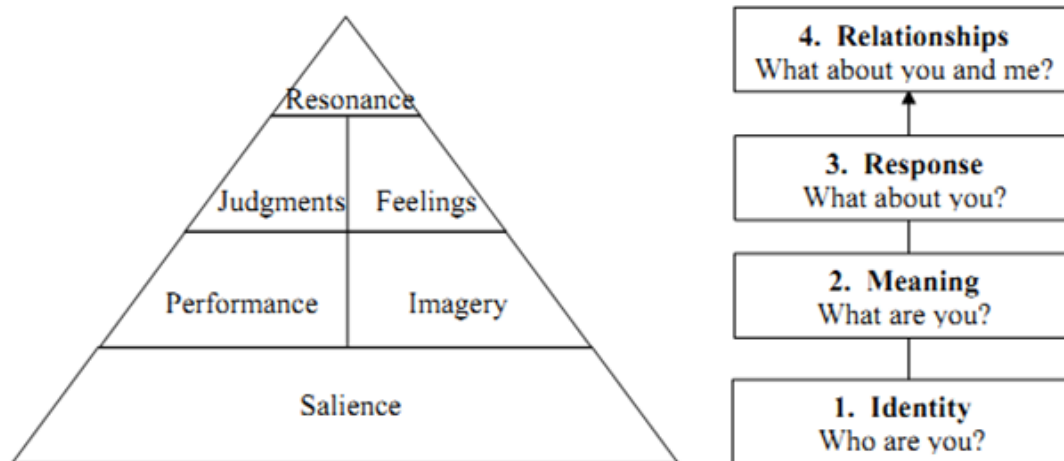 Resonance
Judgments Feelings
Performance Imagery
Salience
4. Relationships
What about you and me?
3. Response
What about you?
2. Meaning
What are you?
1. Identity
Who are you?